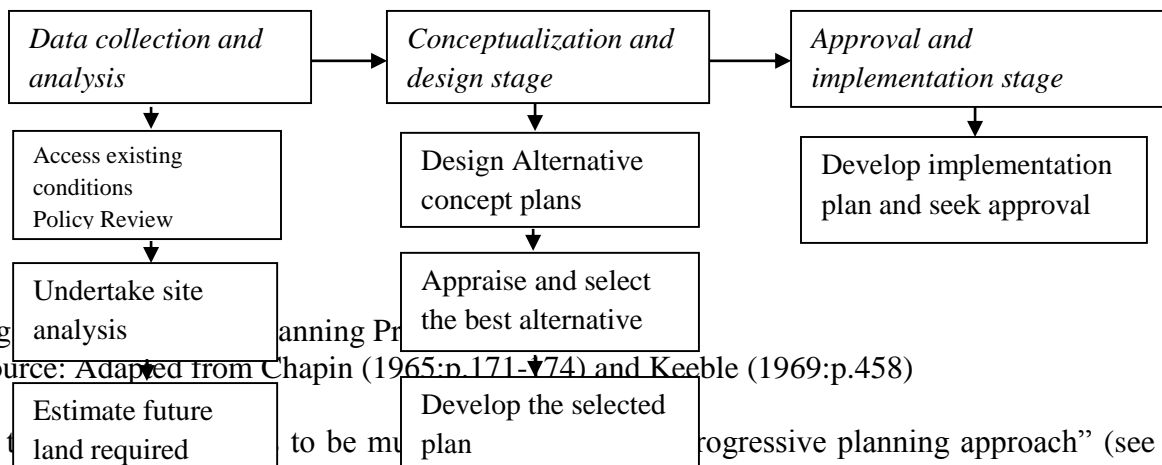 Data collection and
analysis
Conceptualization and
design stage
Approval and
implementation stage
Access existing
conditions
Policy Review
Undertake site
analysis
Estimate future
land required
Design Alternative
concept plans
Appraise and select
the best alternative
Develop the selected
plan
Develop implementation
plan and seek approval
anning Pr
ource: Adapted from Chapin (1965:p.171-174) and Keeble (1969:p.458)
to be mu rogressive planning approach” (see